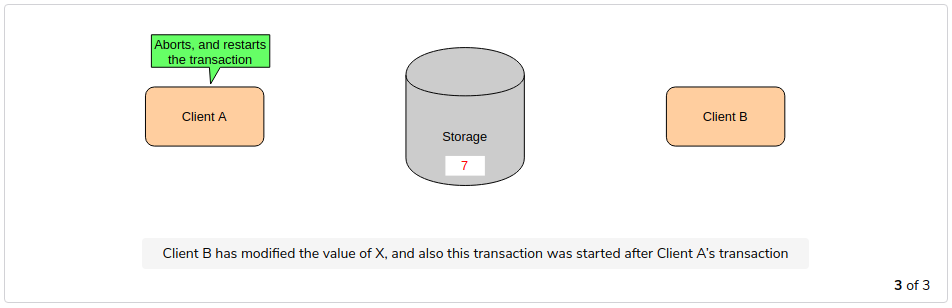 Aborts, and restarts
the transaction
Client A
Storage
7
Client B
Client B has modified the value of X, and also this transaction was started after Client A's transaction
3 of 3